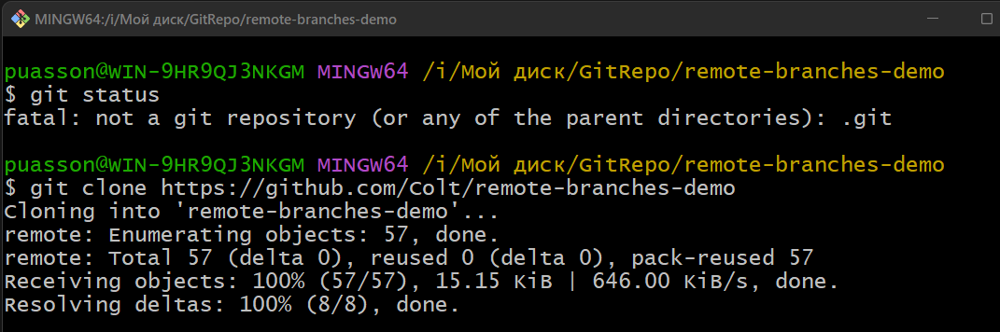 MINGW64:/i/Мой диск/GitRepo/remote-branches-demo
puasson@WIN-9HR9QJ3NKGM MINGW64 /i/Мой диск/GitRepo/remote-branches-demo
$ git status
fatal: not a git repository (or any of the parent directories): .git
puasson@WIN-9HR9QJ3NKGM MINGW64 /i/Мой диск/GitRepo/remote-branches-demo
$ git clone https://github.com/Colt/remote-branches-demo
Cloning into 'remote-branches-demo'...
remote: Enumerating objects: 57, done.
remote: Total 57 (delta 0), reused 0 (delta 0), pack-reused 57
Receiving objects: 100% (57/57), 15.15 KiB | 646.00 KiB/s, done.
Resolving deltas: 100% (8/8), done.